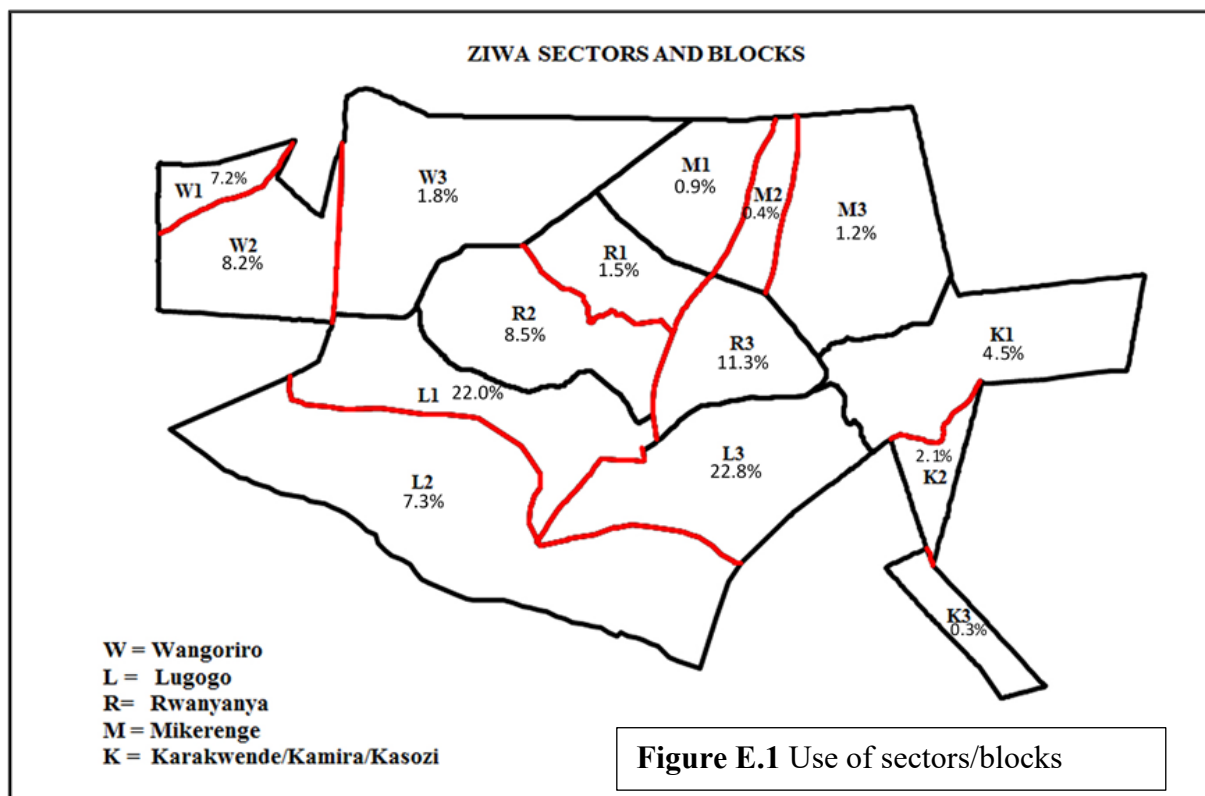 ZIWA SECTORS AND BLOCKS
W1 7.2%
W2
8.2%
W3
1.8%
M1
0.9%
M2
0.4%
M3
1.2%
R1
1.5%
R2
8.5%
R3
11.3%
K1
4.5%
L1 22.0%
L2
7.3%
L3
22.8%
2.1%
K2
K3
0.3%
W = Wangoriro
L = Lugogo
R= Rwanyanya
M = Mikerenge
K = Karakwende/Kamira/Kasozi
Figure E.1 Use of sectors/blocks